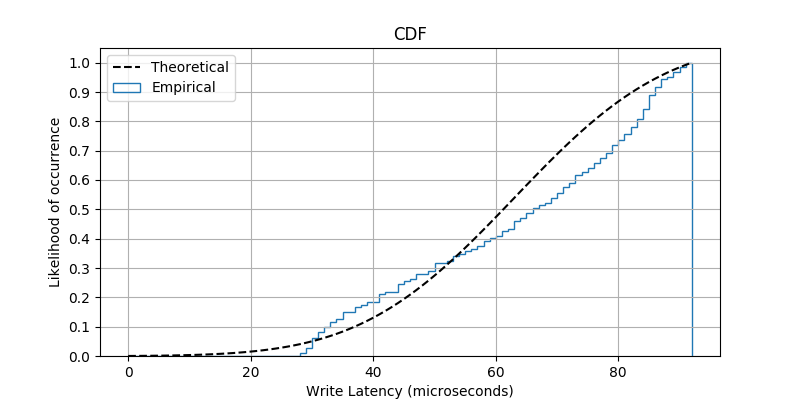 CDF
Theoretical
Empirical
Likelihood of occurrence
1.0
0.9
0.8
0.7
0.6
0.5
0.4
0.3
0.2
0.1
0.0
0 20 40 60 80
Write Latency (microseconds)